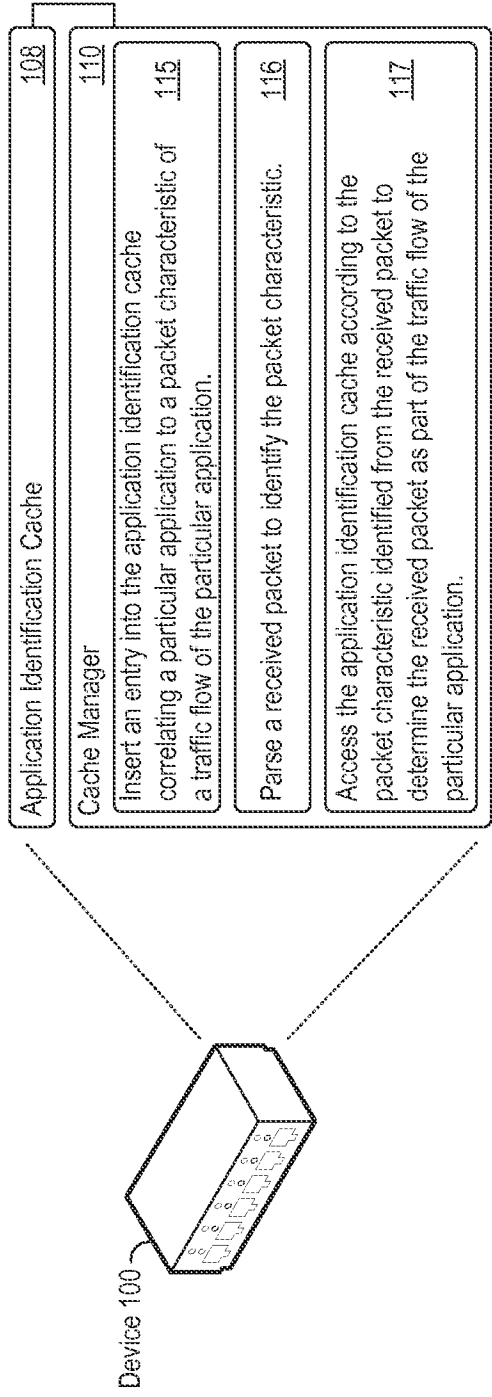 Device 100
Application Identification Cache 108
Cache Manager 110
Insert an entry into the application identification cache
correlating a particular application to a packet characteristic of
a traffic flow of the particular application.
115
Parse a received packet to identify the packet characteristic. 116
Access the application identification cache according to the
packet characteristic identified from the received packet to
determine the received packet as part of the traffic flow of the
particular application.
117